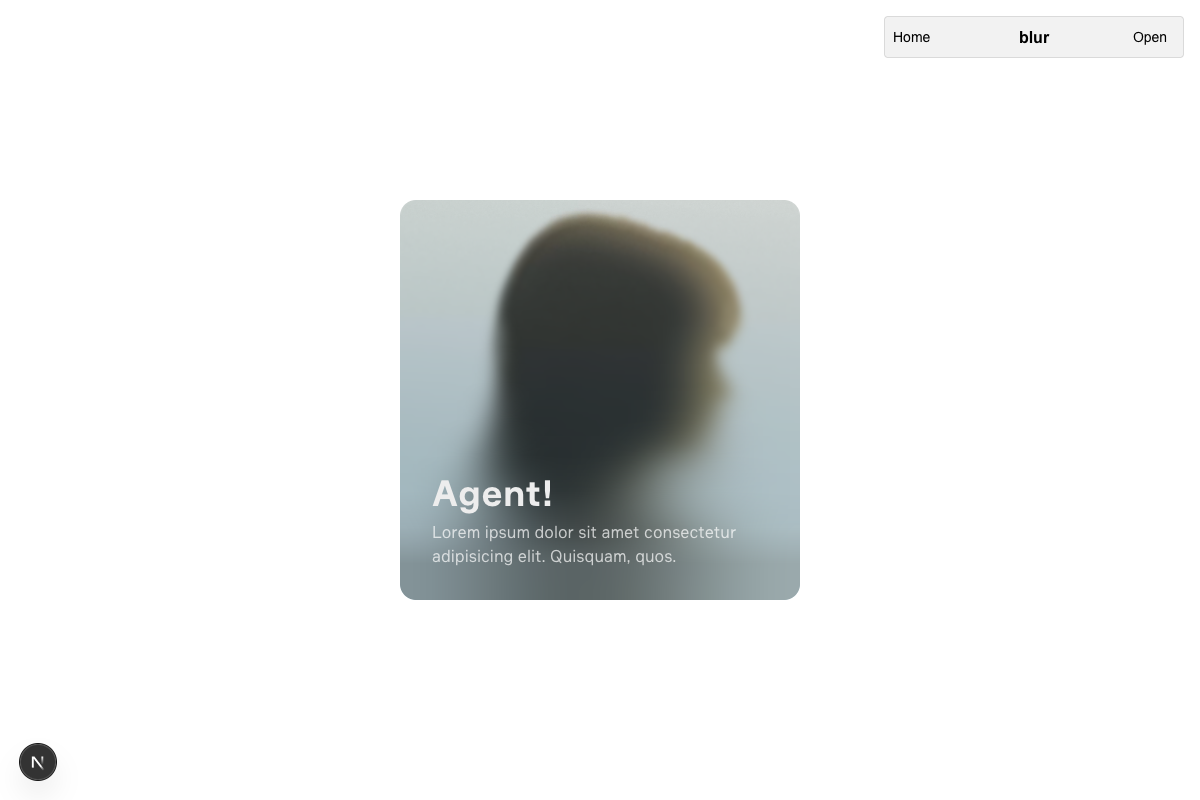 Home
blur
Open
Agent!
Lorem ipsum dolor sit amet consectetur
adipisicing elit. Quisquam, quos.
N